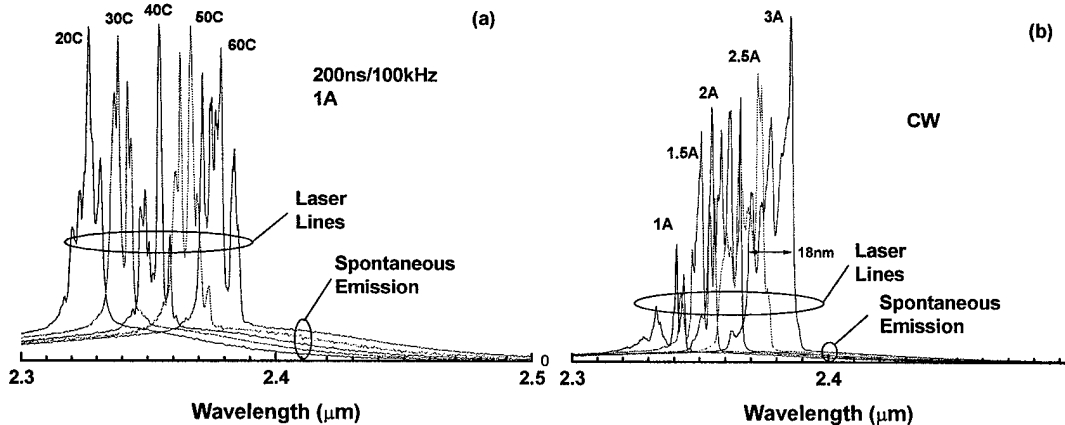 (a)
20C
30C
40C
50C
60C
200ns/100kHz
1A
Laser
Lines
Spontaneous
Emission
0
2.3
2.4
2.5
Wavelength (μm)
(b)
3A
2.5A
2A
1.5A
1A
CW
18nm
Laser
Lines
Spontaneous
Emission
2.3
2.4
Wavelength (μm)